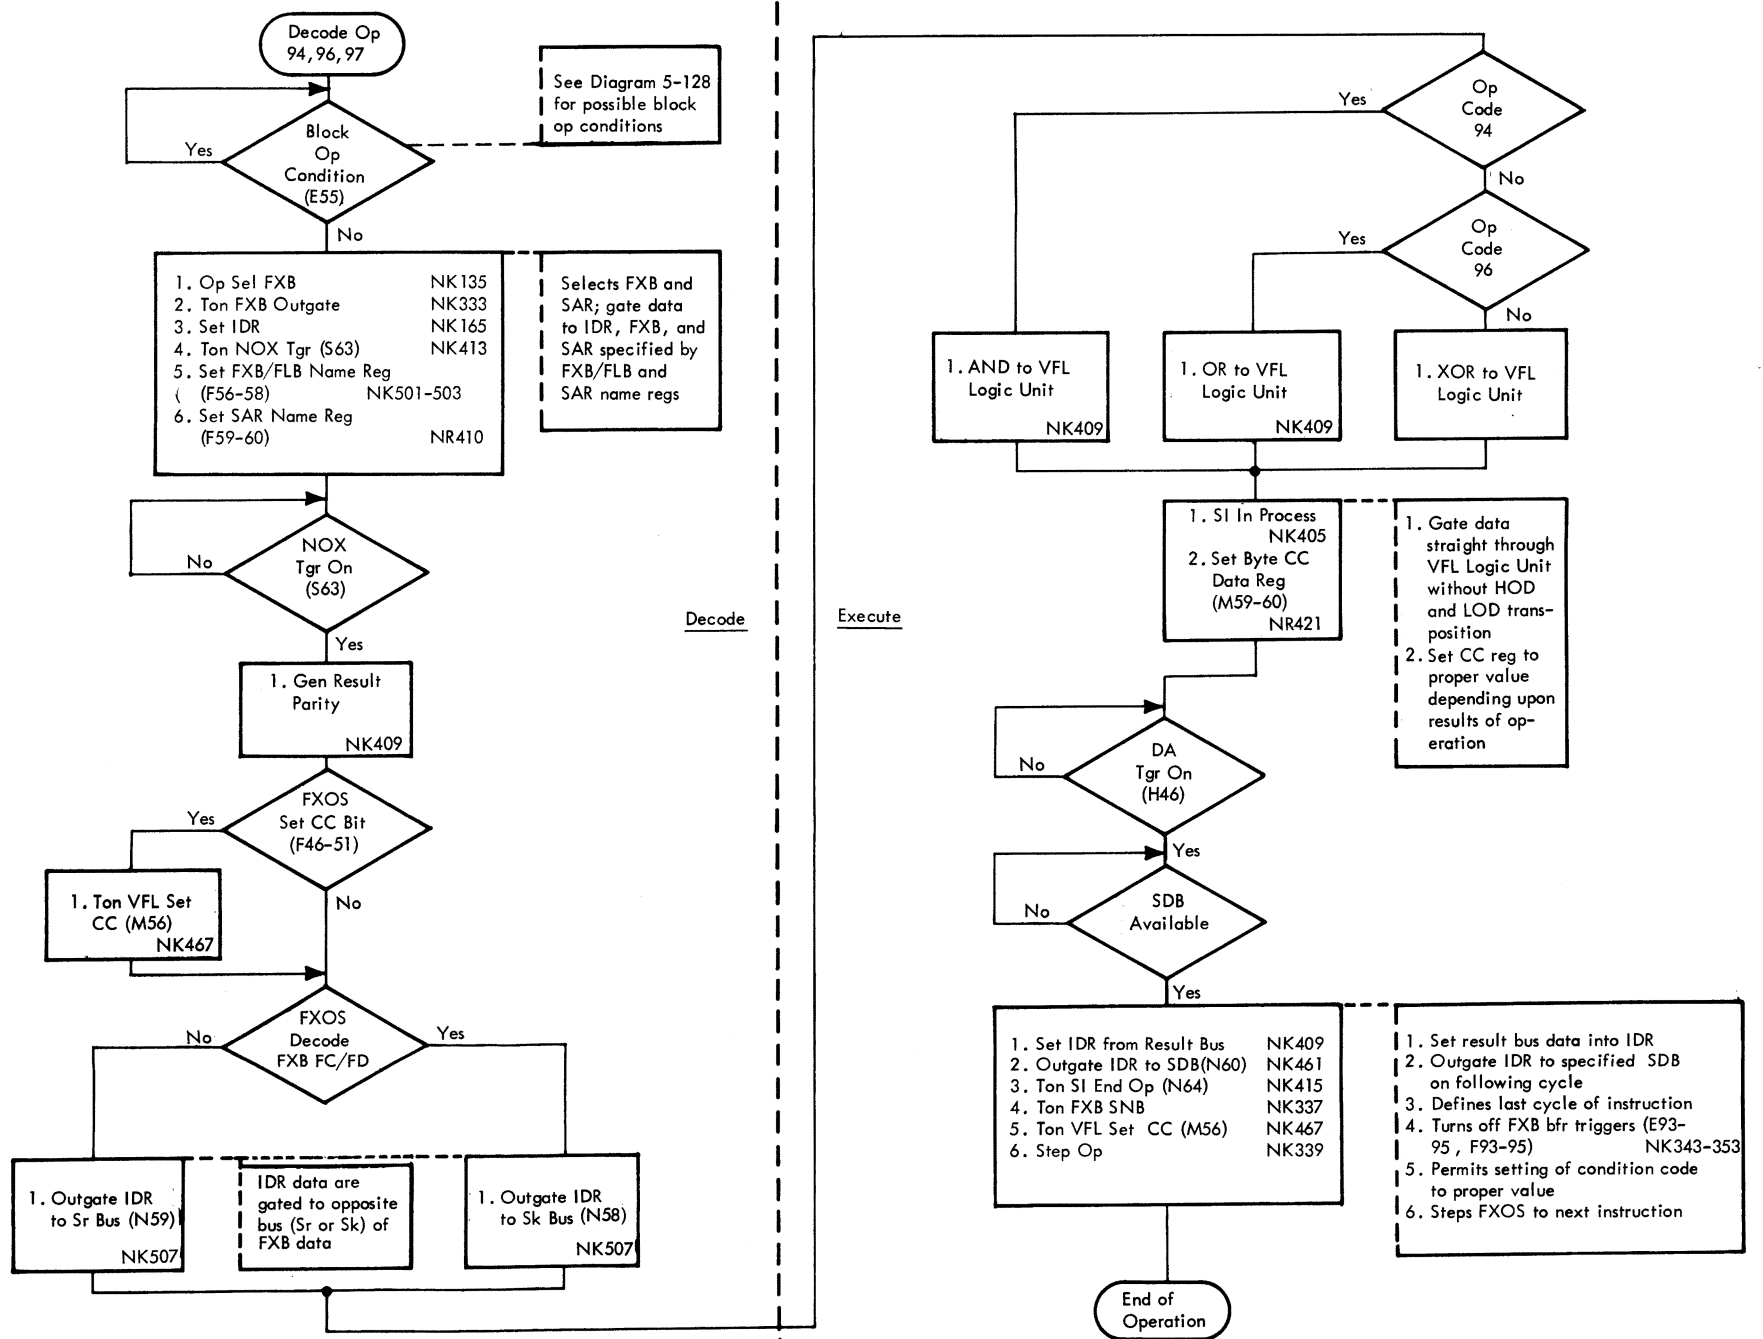 Decode Op
94, 96, 97
See Diagram 5-128
for possible block
op conditions
Block
Op
Condition
(E55)
Yes
No
1. Op Sel FXB NK135
2. Ton FXB Outgate NK333
3. Set IDR NK165
4. Ton NOX Tgr (S63) NK413
5. Set FXB/FLB Name Reg
(F56-58) NK501-503
6. Set SAR Name Reg
(F59-60) NR410
Selects FXB and
SAR; gate data
to IDR, FXB, and
SAR specified by
FXB/FLB and
SAR name regs
NOX
Tgr On
(S63)
No
Yes
1. Gen Result
Parity
NK409
FXOS
Set CC Bit
(F46-51)
Yes
No
1. Ton VFL Set
CC (M56)
NK467
FXOS
Decode
FXB FC/FD
No
Yes
1. Outgate IDR
to Sr Bus (N59)
NK507
IDR data are
gated to opposite
bus (Sr or Sk) of
FXB data
1. Outgate IDR
to Sk Bus (N58)
NK507
Decode
Execute
Op
Code
94
Yes
No
Op
Code
96
Yes
No
1. AND to VFL
Logic Unit
NK409
1. OR to VFL
Logic Unit
NK409
1. XOR to VFL
Logic Unit
1. SI In Process
NK405
2. Set Byte CC
Data Reg
(M59-60)
NR421
1. Gate data
straight through
VFL Logic Unit
without HOD
and LOD trans-
position
2. Set CC reg to
proper value
depending upon
results of op-
eration
DA
Tgr On
(H46)
No
Yes
SDB
Available
No
Yes
1. Set IDR from Result Bus NK409
2. Outgate IDR to SDB(N60) NK461
3. Ton SI End Op (N64) NK415
4. Ton FXB SNB NK337
5. Ton VFL Set CC (M56) NK467
6. Step Op NK339
1. Set result bus data into IDR
2. Outgate IDR to specified SDB
on following cycle
3. Defines last cycle of instruction
4. Turns off FXB bfr triggers (E93-
95, F93-95) NK343-353
5. Permits setting of condition code
to proper value
6. Steps FXOS to next instruction
End of
Operation